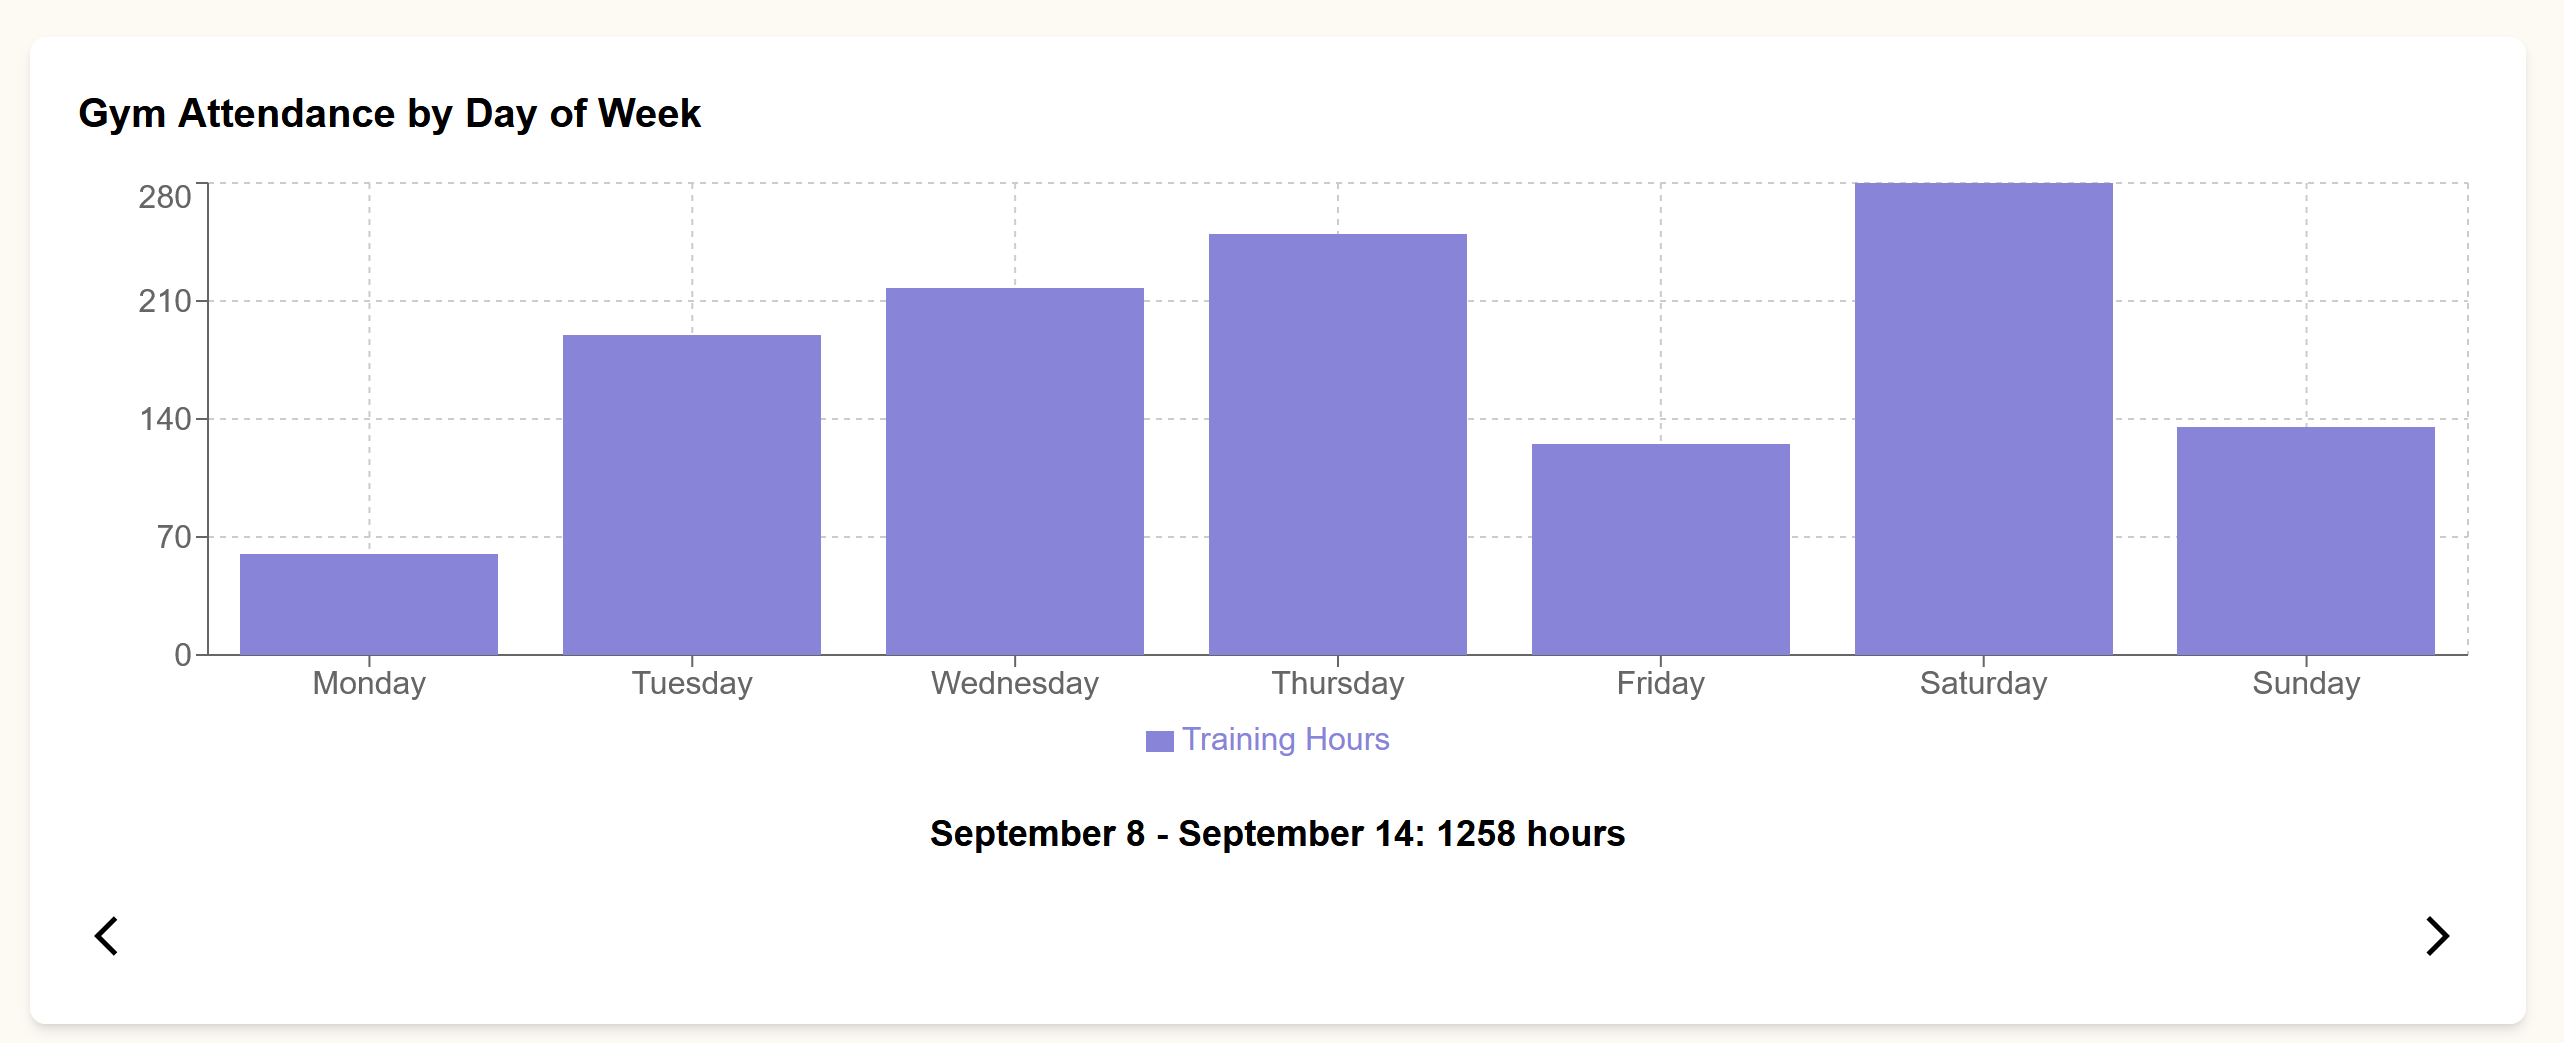 Gym Attendance by Day of Week
280
210
140
70
0
Monday Tuesday Wednesday Thursday Friday Saturday Sunday
Training Hours
September 8 - September 14: 1258 hours